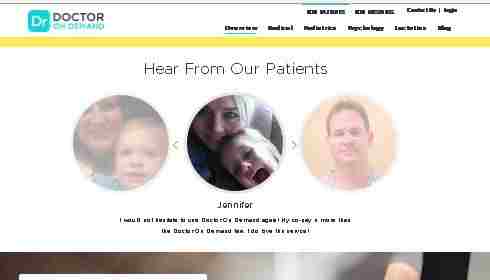 Dr DOCTOR
ON DEMAND
FOR PATIENTS FOR DOCTORS Contact Us | Login
Overview Medical Pediatrics Psychology Lactation Blog
Hear From Our Patients
Jennifer
I would not hesitate to use Doctor On Demand again! My co-pay is more than
the Doctor On Demand fee. I do love this service!